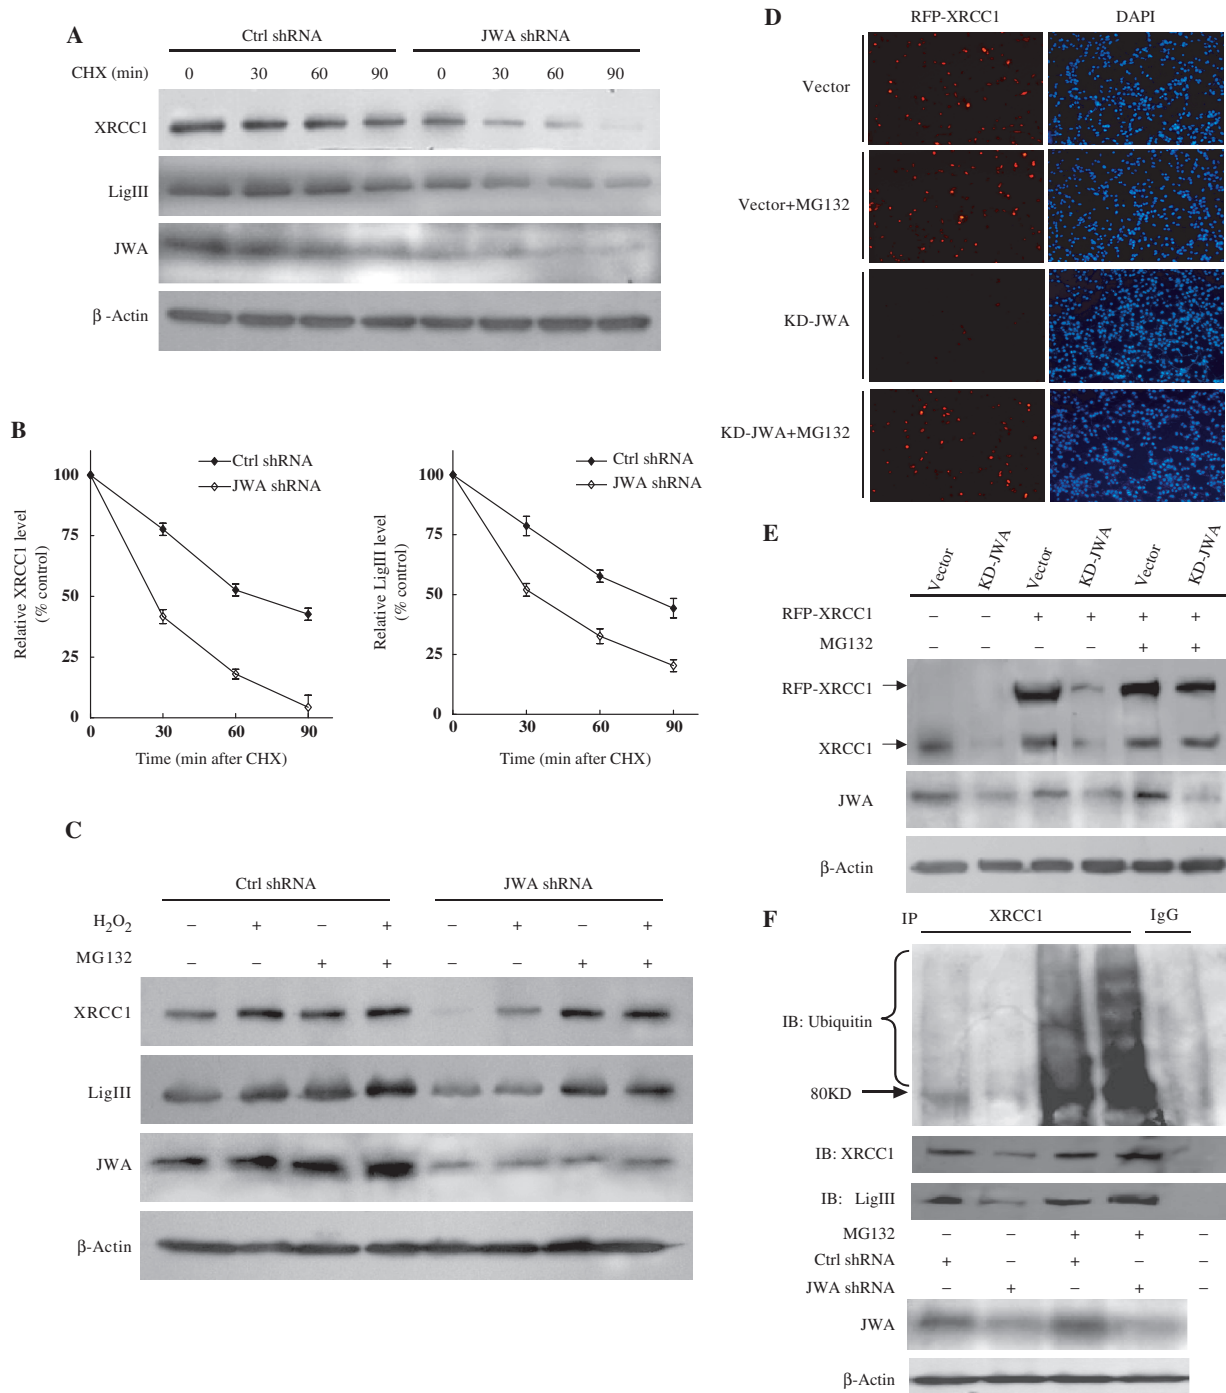 A
Ctrl shRNA JWA shRNA
CHX (min) 0 30 60 90 0 30 60 90
XRCC1
LigIII
JWA
β -Actin
B
Relative XRCC1 level
(% control)
100
75
50
25
0
Ctrl shRNA
JWA shRNA
0 30 60 90
Time (min after CHX)
Relative LigIII level
(% control)
100
75
50
25
0
Ctrl shRNA
JWA shRNA
0 30 60 90
Time (min after CHX)
C
Ctrl shRNA JWA shRNA
H2O2 – + – + – + – +
MG132 – – + + – – + +
XRCC1
LigIII
JWA
β-Actin
D
RFP-XRCC1 DAPI
Vector
Vector+MG132
KD-JWA
KD-JWA+MG132
E
Vector KD-JWA Vector KD-JWA Vector KD-JWA
RFP-XRCC1 – – + + + +
MG132 – – – – + +
RFP-XRCC1
XRCC1
JWA
β-Actin
F
IP XRCC1 IgG
IB: Ubiquitin
80KD
IB: XRCC1
IB: LigIII
MG132 – – + + –
Ctrl shRNA + – + – –
JWA shRNA – + – + –
JWA
β-Actin